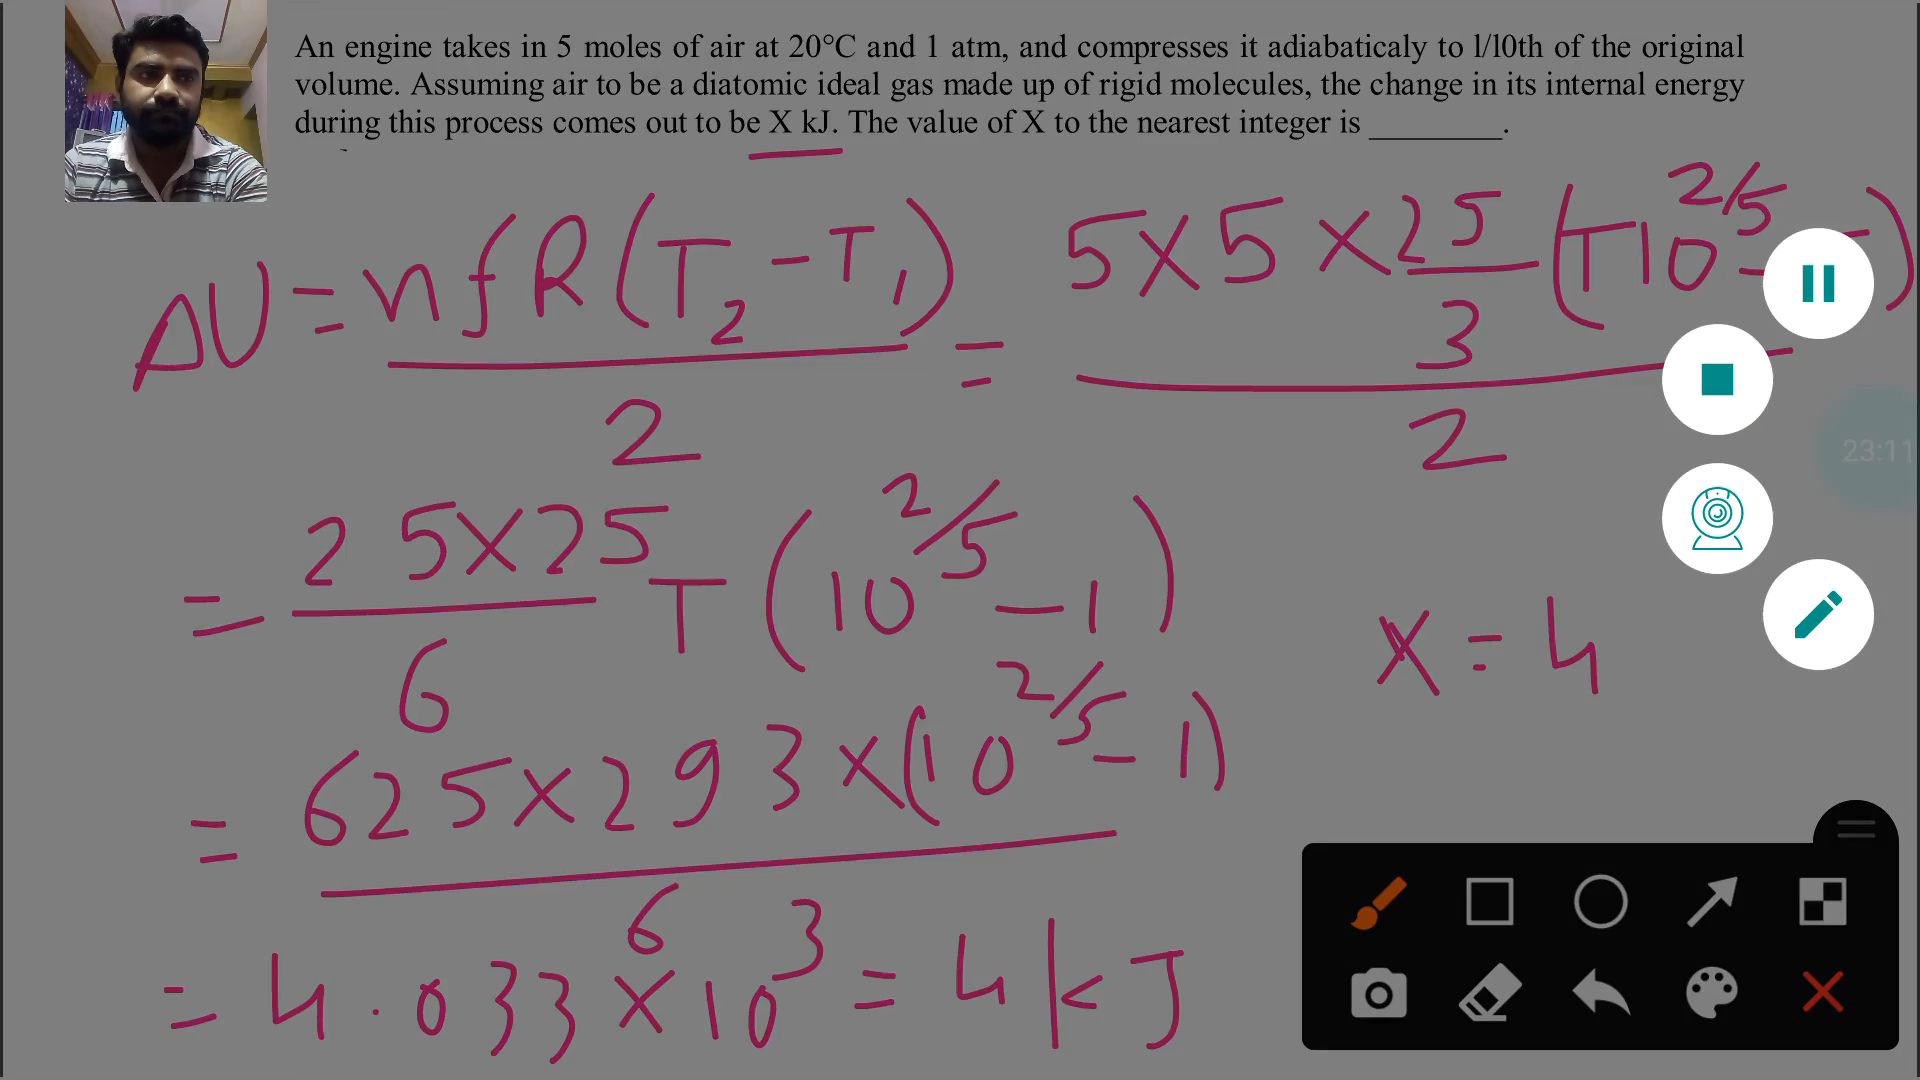 An engine takes in 5 moles of air at 20°C and 1 atm, and compresses it adiabaticaly to l/l0th of the original
volume. Assuming air to be a diatomic ideal gas made up of rigid molecules, the change in its internal energy
during this process comes out to be X kJ. The value of X to the nearest integer is ________.
ΔU = nfR(T₂ - T₁) / 2 = 5 × 5 × 25/3 (T10^2/5 - ) / 2
23:11
= 25×25/6 T (10^2/5 - 1)
X = 4
= 625×293×(10^2/5 - 1) / 6
= 4.033 × 10³ = 4 kJ